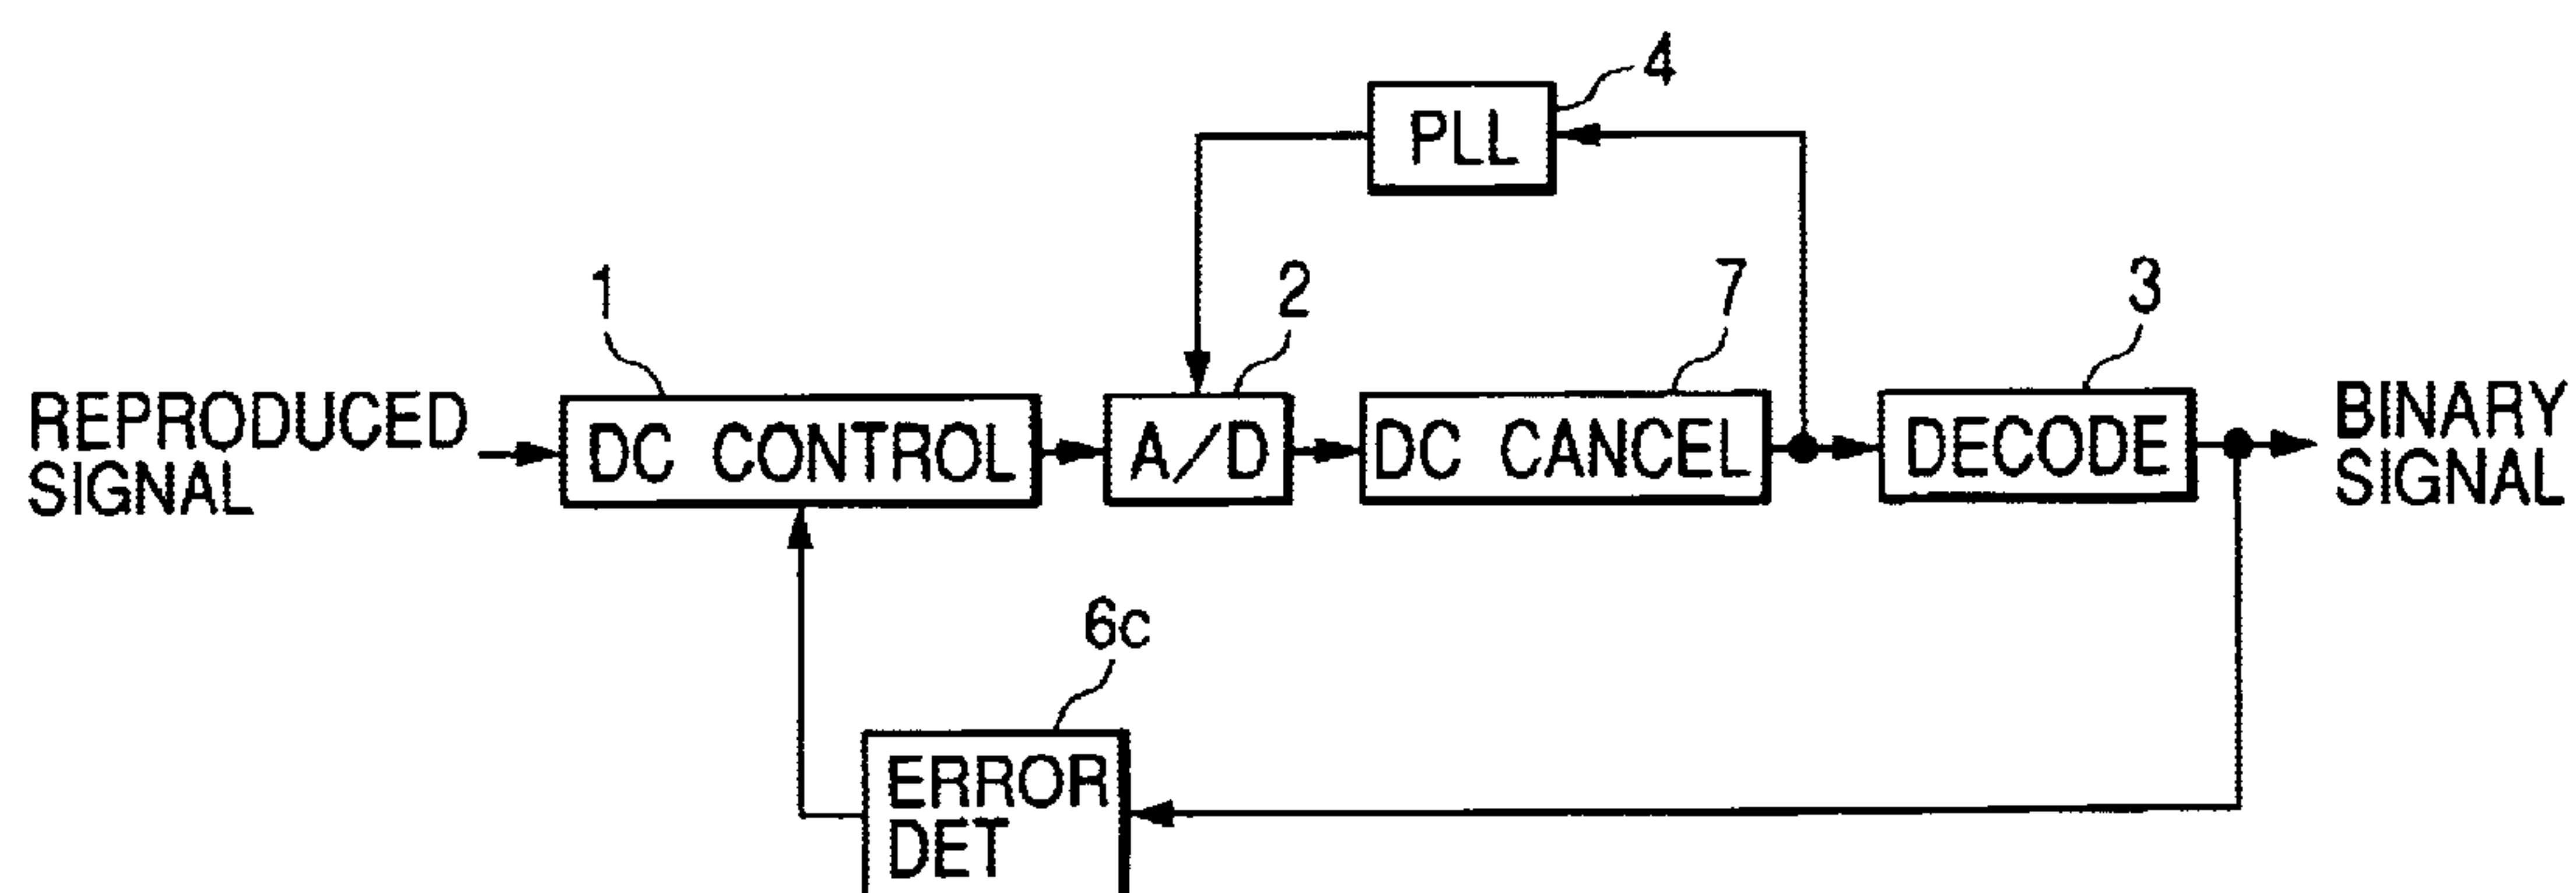 4
PLL
1
2
7
3
REPRODUCED
SIGNAL
DC CONTROL
A/D
DC CANCEL
DECODE
BINARY
SIGNAL
6c
ERROR
DET